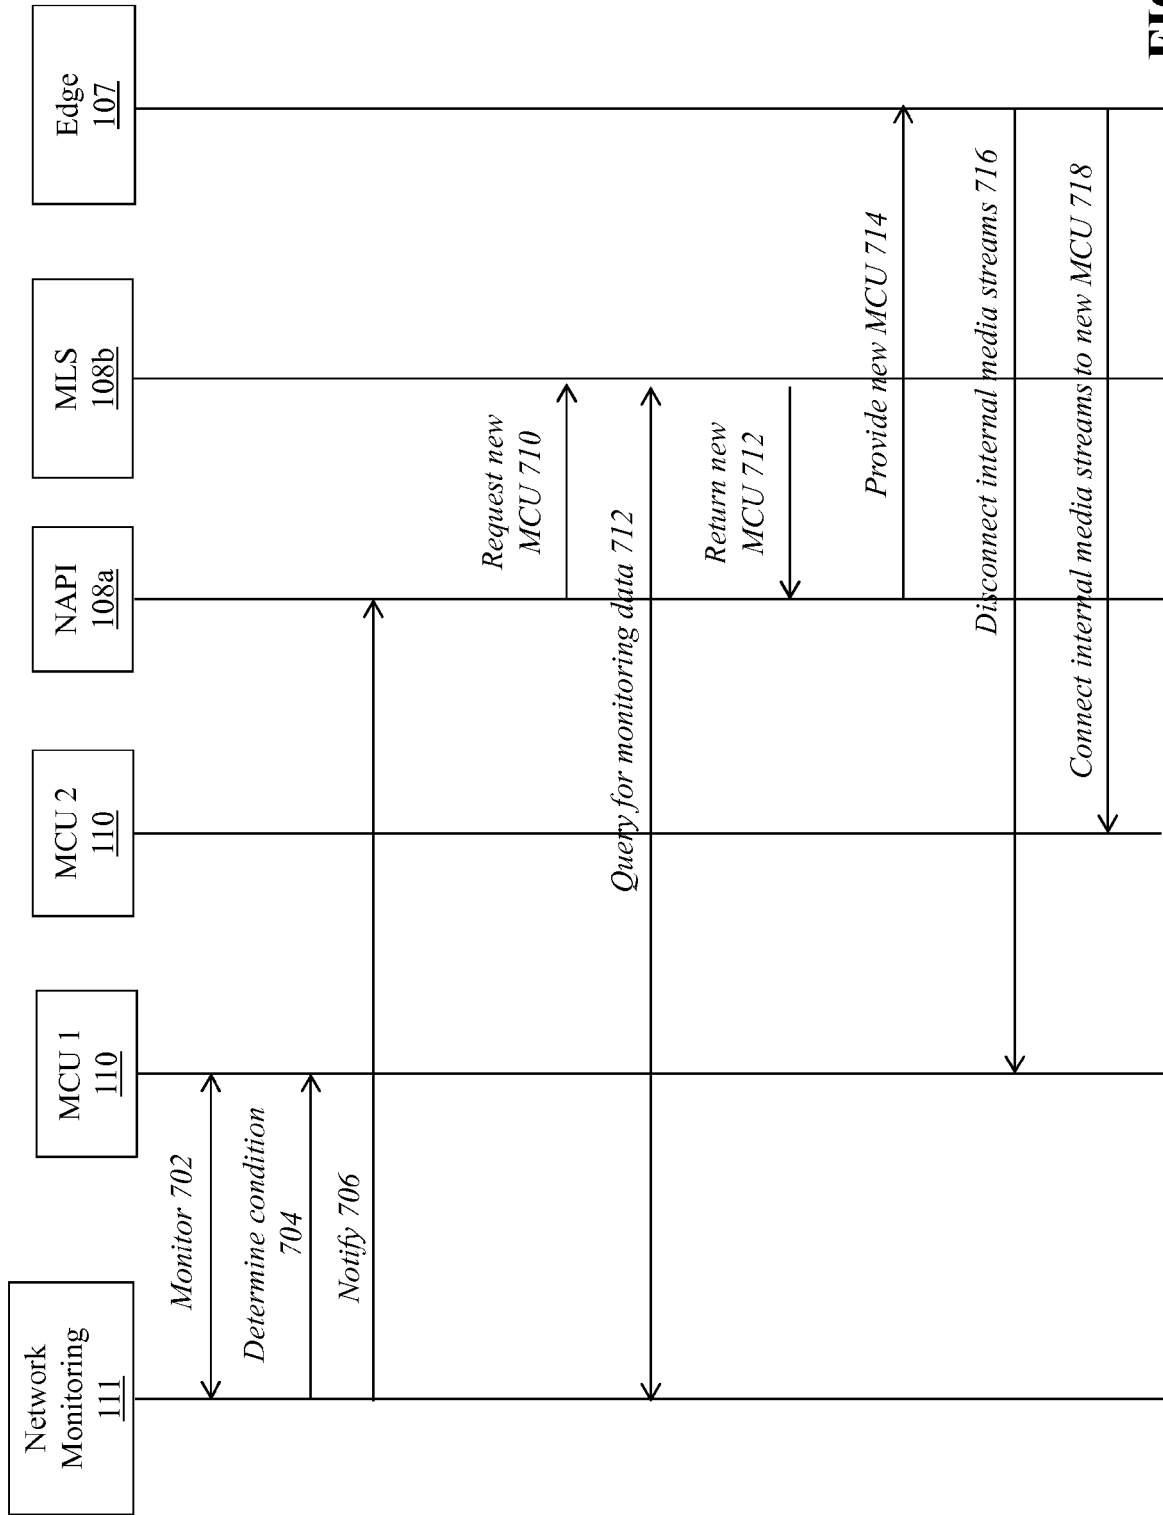 Network
Monitoring
111
MCU 1
110
MCU 2
110
NAPI
108a
MLS
108b
Edge
107
Monitor 702
Determine condition
704
Notify 706
Request new
MCU 710
Query for monitoring data 712
Return new
MCU 712
Provide new MCU 714
Disconnect internal media streams 716
Connect internal media streams to new MCU 718